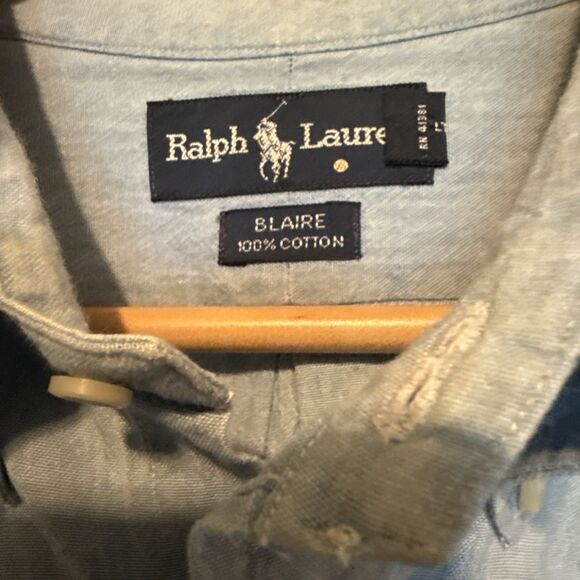 Ralph Laure
RN 41381
BLAIRE
100% COTTON